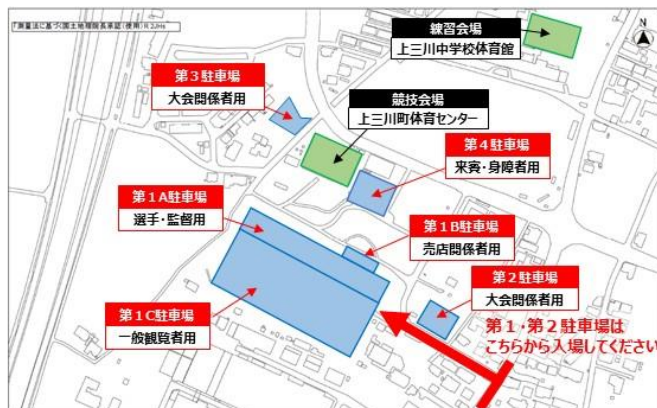 「測量法に基づく国土地理院長承認(使用)R 2JHs
練習会場
上三川中学校体育館
N
第3駐車場
大会関係者用
競技会場
上三川町体育センター
第4駐車場
来賓・身障者用
第1A駐車場
選手・監督用
第1B駐車場
売店関係者用
第2駐車場
大会関係者用
第1C駐車場
一般観覧者用
第1・第2駐車場は
こちらから入場してください